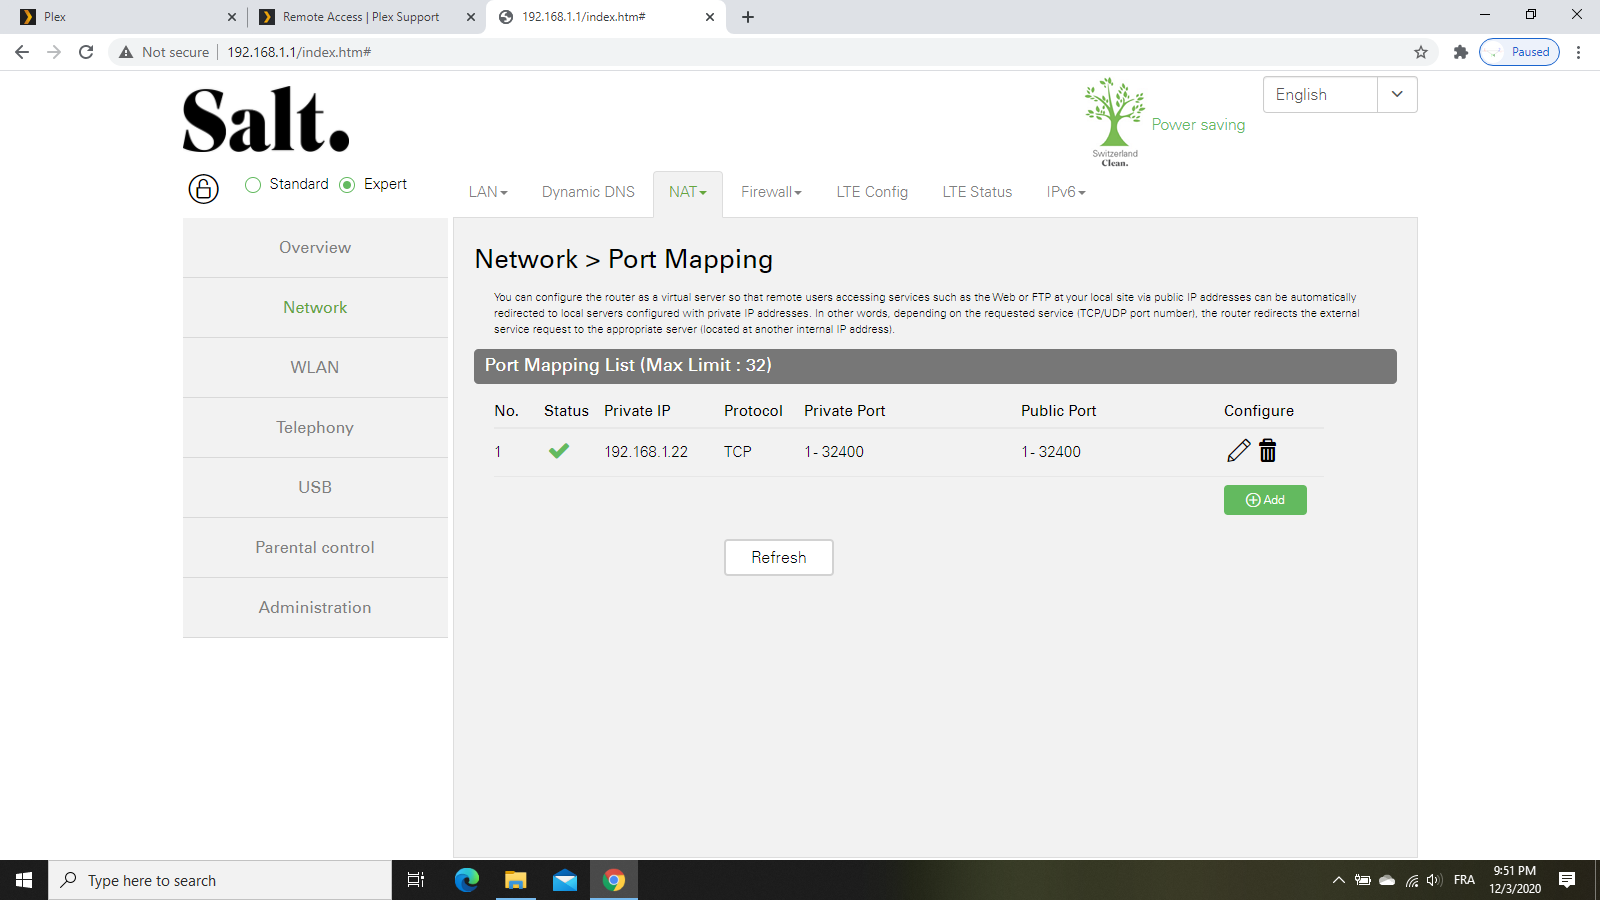 Plex
Remote Access | Plex Support
192.168.1.1/index.htm#
Not secure
192.168.1.1/index.htm#
Paused
Salt.
Switzerland
Clean.
Power saving
English
Standard
Expert
LAN
Dynamic DNS
NAT
Firewall
LTE Config
LTE Status
IPv6
Overview
Network
WLAN
Telephony
USB
Parental control
Administration
Network > Port Mapping
You can configure the router as a virtual server so that remote users accessing services such as the Web or FTP at your local site via public IP addresses can be automatically
redirected to local servers configured with private IP addresses. In other words, depending on the requested service (TCP/UDP port number), the router redirects the external
service request to the appropriate server (located at another internal IP address).
Port Mapping List (Max Limit : 32)
No. Status Private IP Protocol Private Port Public Port Configure
1 192.168.1.22 TCP 1 - 32400 1 - 32400
Add
Refresh
Type here to search
FRA
9:51 PM
12/3/2020